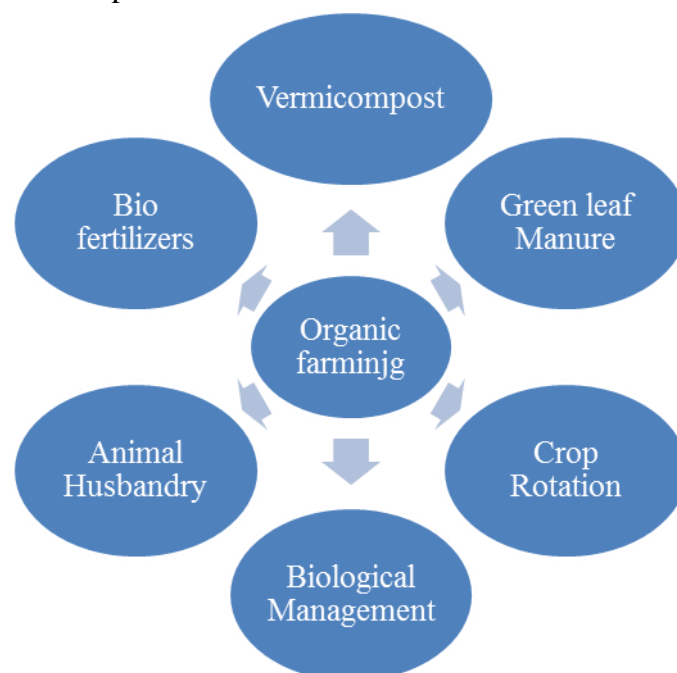 Vermicompost
Bio
fertilizers
Green leaf
Manure
Organic
farminjg
Animal
Husbandry
Crop
Rotation
Biological
Management